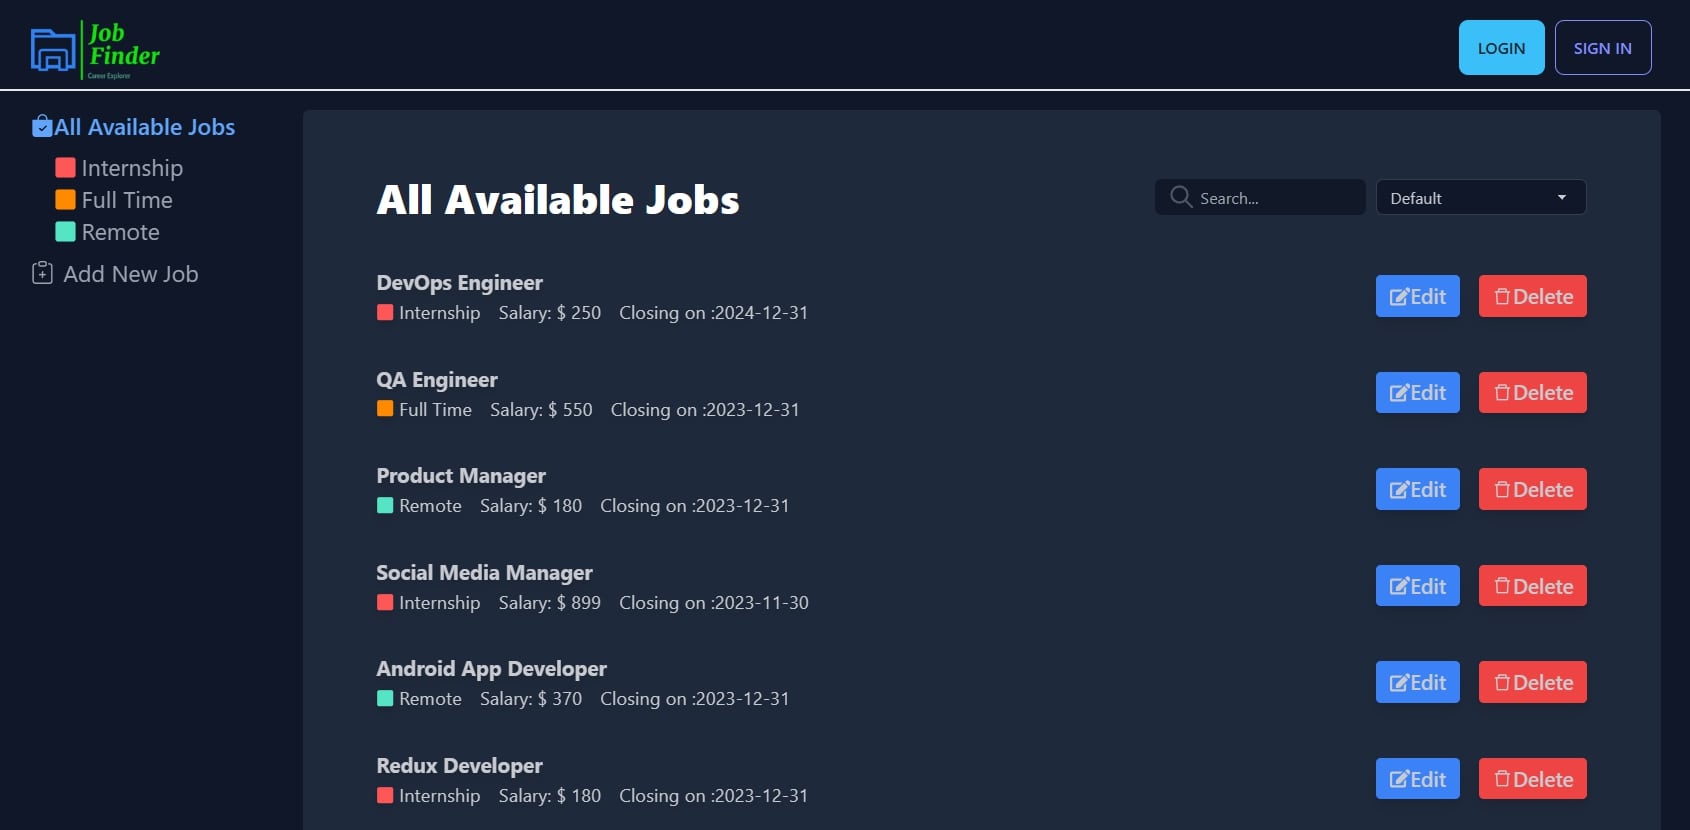 Job
Finder
Career Explorer
LOGIN
SIGN IN
All Available Jobs
Internship
Full Time
Remote
Add New Job
All Available Jobs
Search...
Default
DevOps Engineer
Internship Salary: $ 250 Closing on :2024-12-31
Edit Delete
QA Engineer
Full Time Salary: $ 550 Closing on :2023-12-31
Edit Delete
Product Manager
Remote Salary: $ 180 Closing on :2023-12-31
Edit Delete
Social Media Manager
Internship Salary: $ 899 Closing on :2023-11-30
Edit Delete
Android App Developer
Remote Salary: $ 370 Closing on :2023-12-31
Edit Delete
Redux Developer
Internship Salary: $ 180 Closing on :2023-12-31
Edit Delete